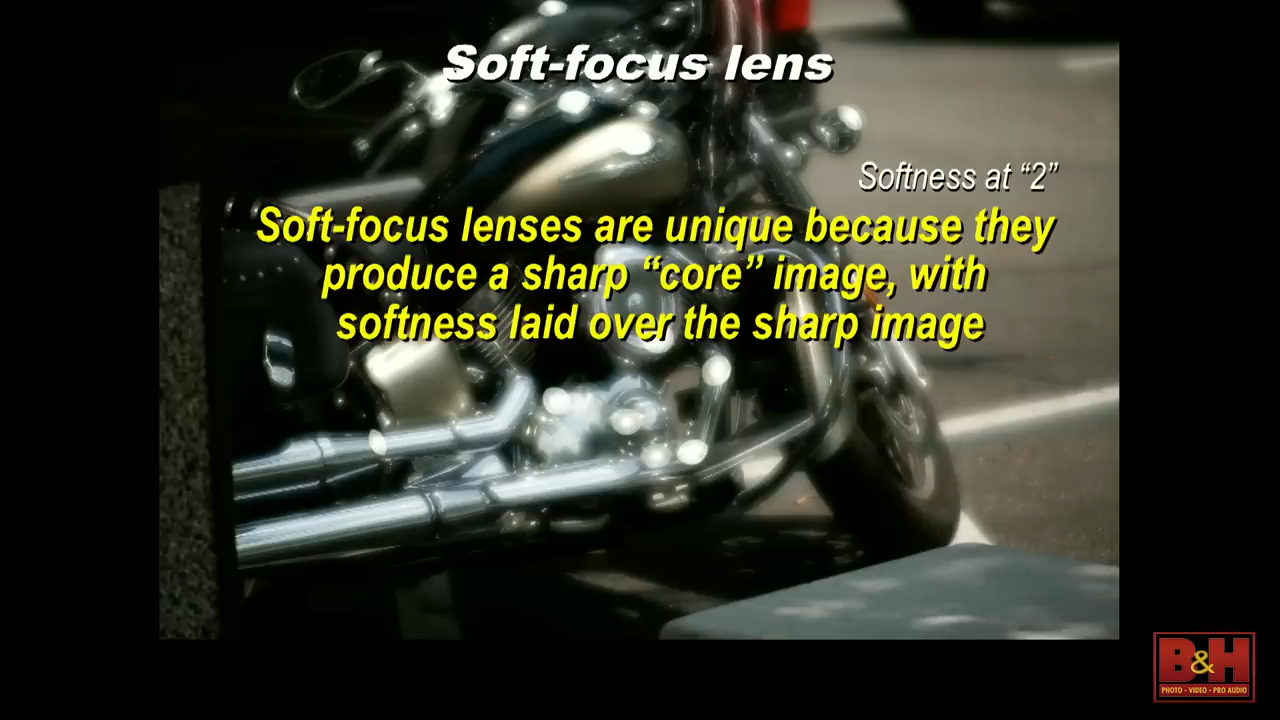 Soft-focus lens
Softness at “2”
Soft-focus lenses are unique because they
produce a sharp “core” image, with
softness laid over the sharp image
B&H
PHOTO - VIDEO - PRO AUDIO